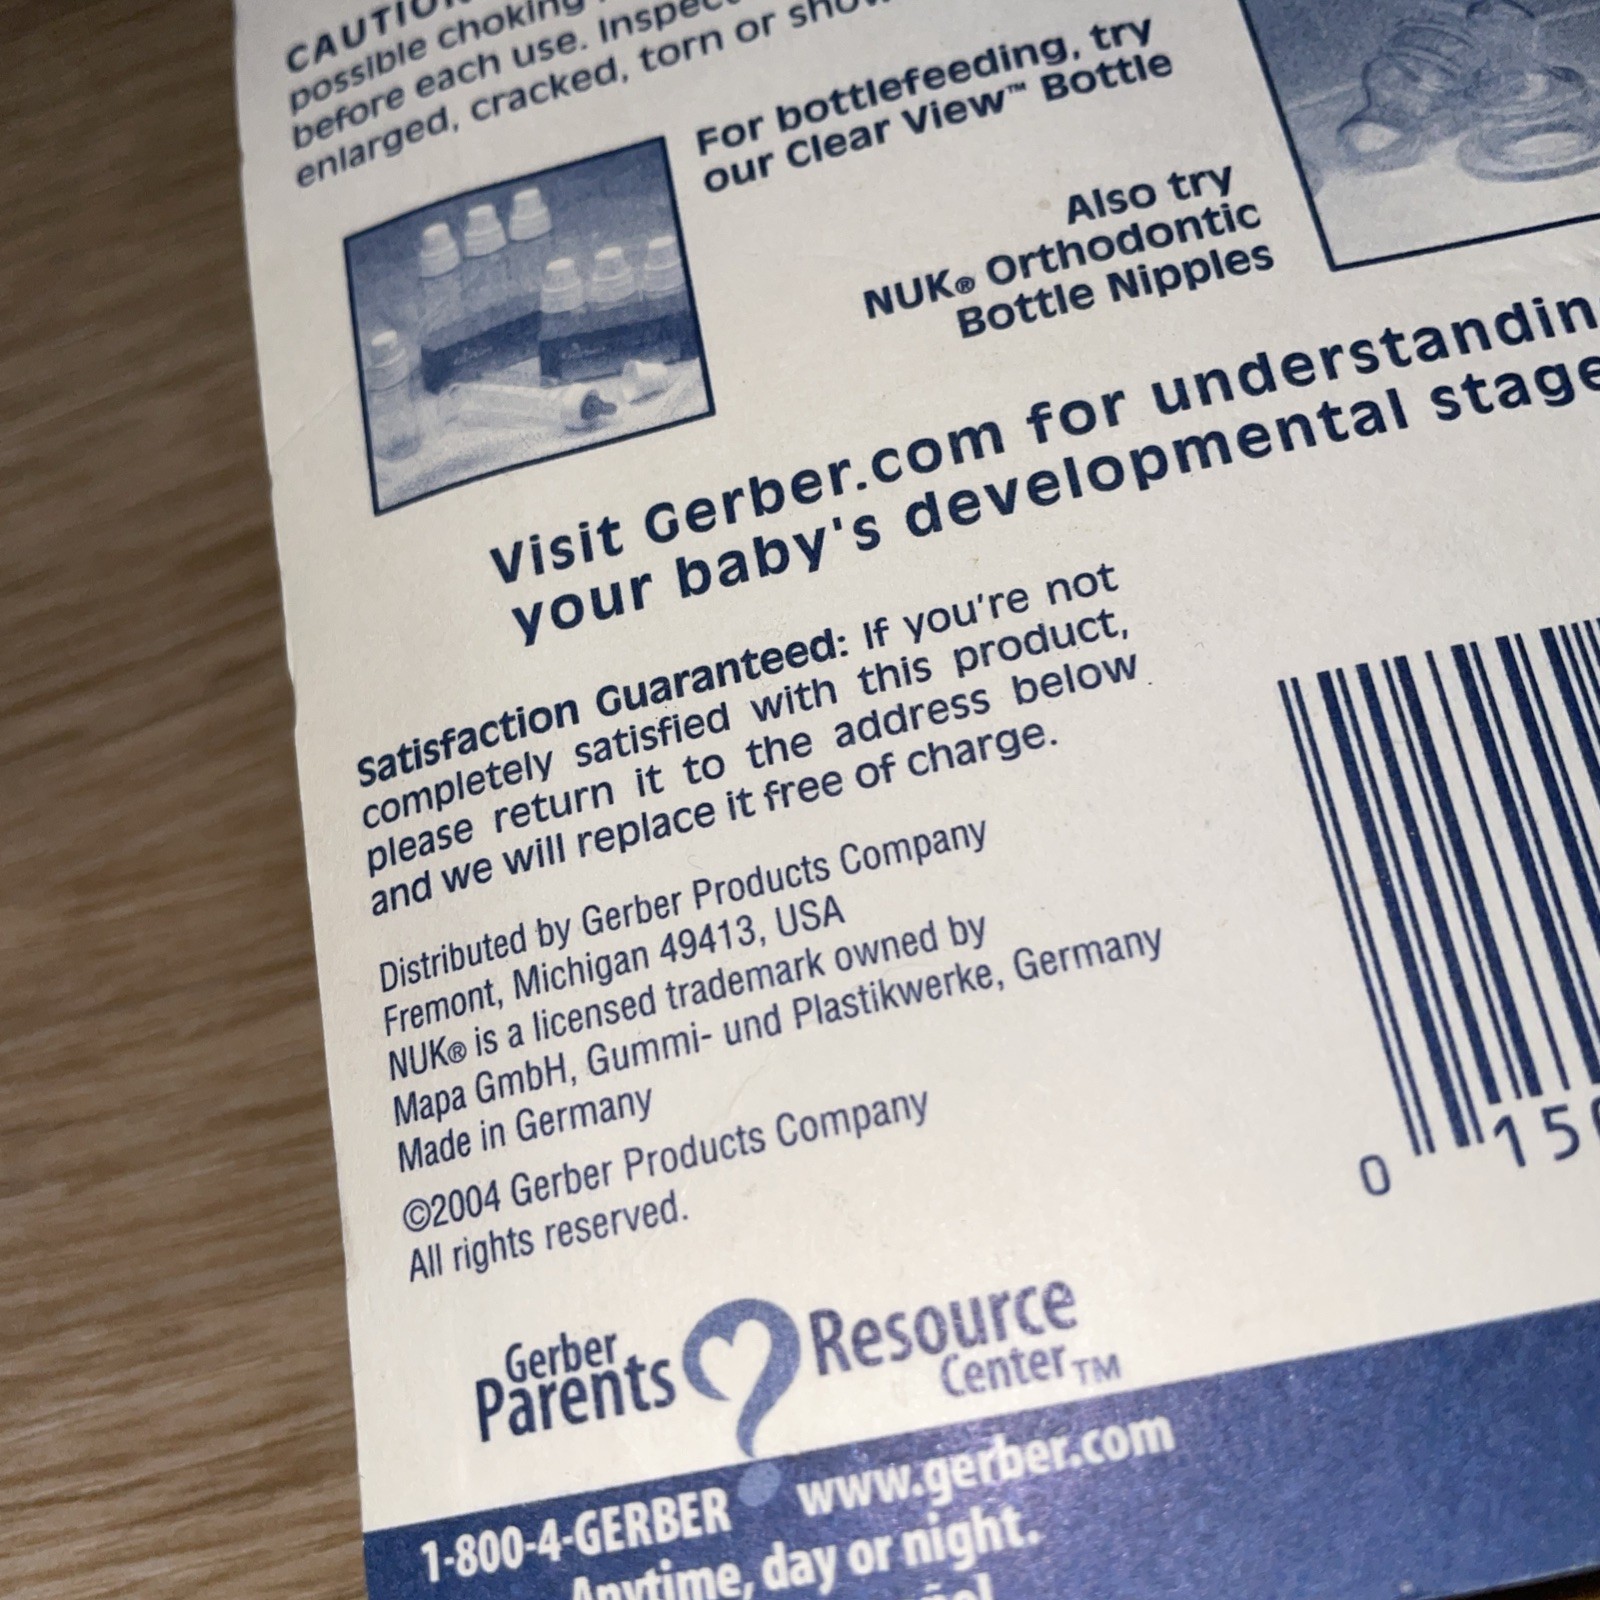 CAUTION
possible choking
before each use. Inspect
enlarged, cracked, torn or
For bottlefeeding, try
our Clear View™ Bottle
Also try
NUK® Orthodontic
Bottle Nipples
Visit Gerber.com for
your baby's developmental
Satisfaction Guaranteed: If you're not
completely satisfied with this product,
please return it to the address below
and we will replace it free of charge.
Distributed by Gerber Products Company
Fremont, Michigan 49413, USA
NUK® is a licensed trademark owned by
Mapa GmbH, Gummi- und Plastikwerke, Germany
Made in Germany
©2004 Gerber Products Company
All rights reserved.
0 15
Gerber
Parents Resource
Center™
1-800-4-GERBER www.gerber.com
Anytime, day or night.